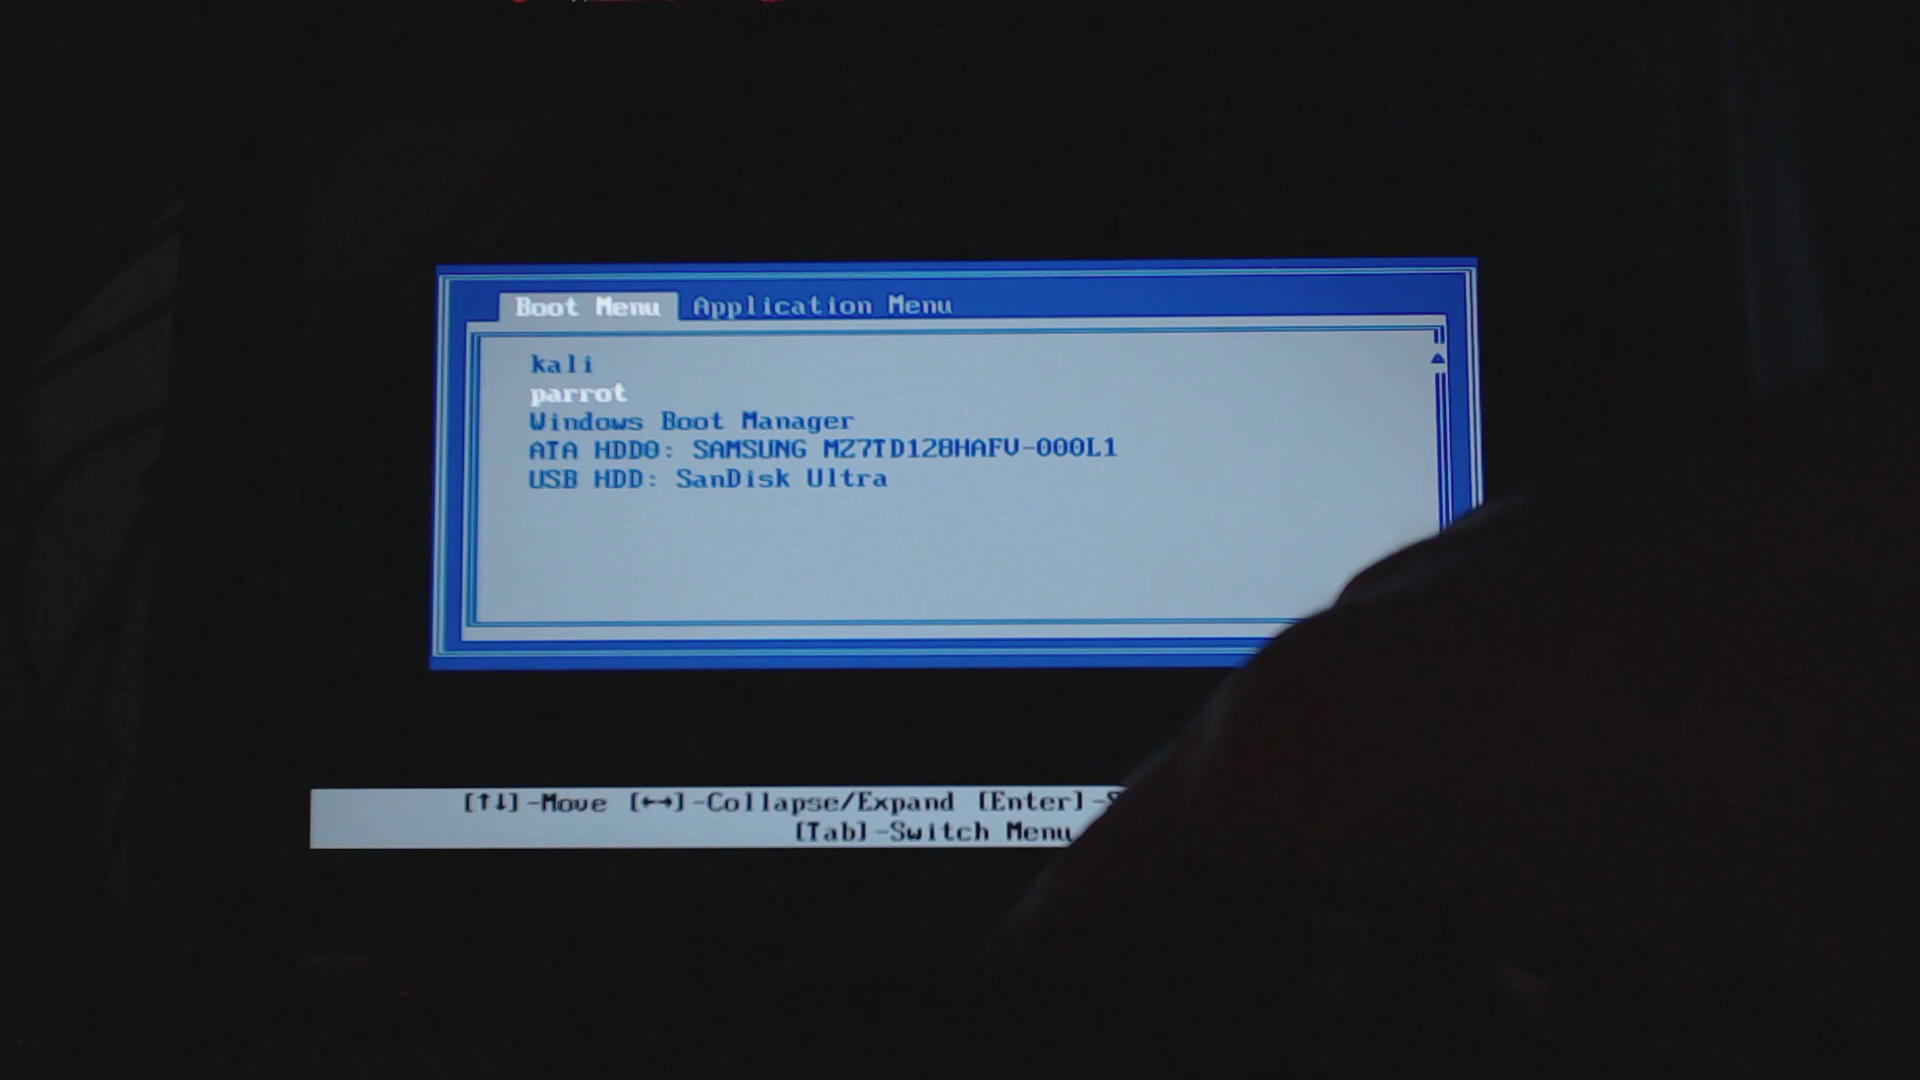 Boot Menu Application Menu
kali
parrot
Windows Boot Manager
ATA HDD0: SAMSUNG MZ7TD128HAFV-000L1
USB HDD: SanDisk Ultra
[↑↓]-Move [←→]-Collapse/Expand [Enter]-
[Tab]-Switch Menu